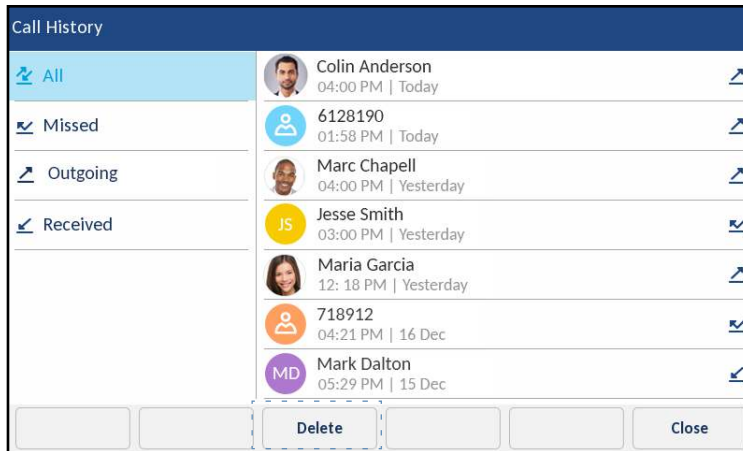 Call History
All
Missed
Outgoing
Received
Colin Anderson
04:00 PM | Today
6128190
01:58 PM | Today
Marc Chapell
04:00 PM | Yesterday
JS
Jesse Smith
03:00 PM | Yesterday
Maria Garcia
12: 18 PM | Yesterday
718912
04:21 PM | 16 Dec
MD
Mark Dalton
05:29 PM | 15 Dec
Delete
Close